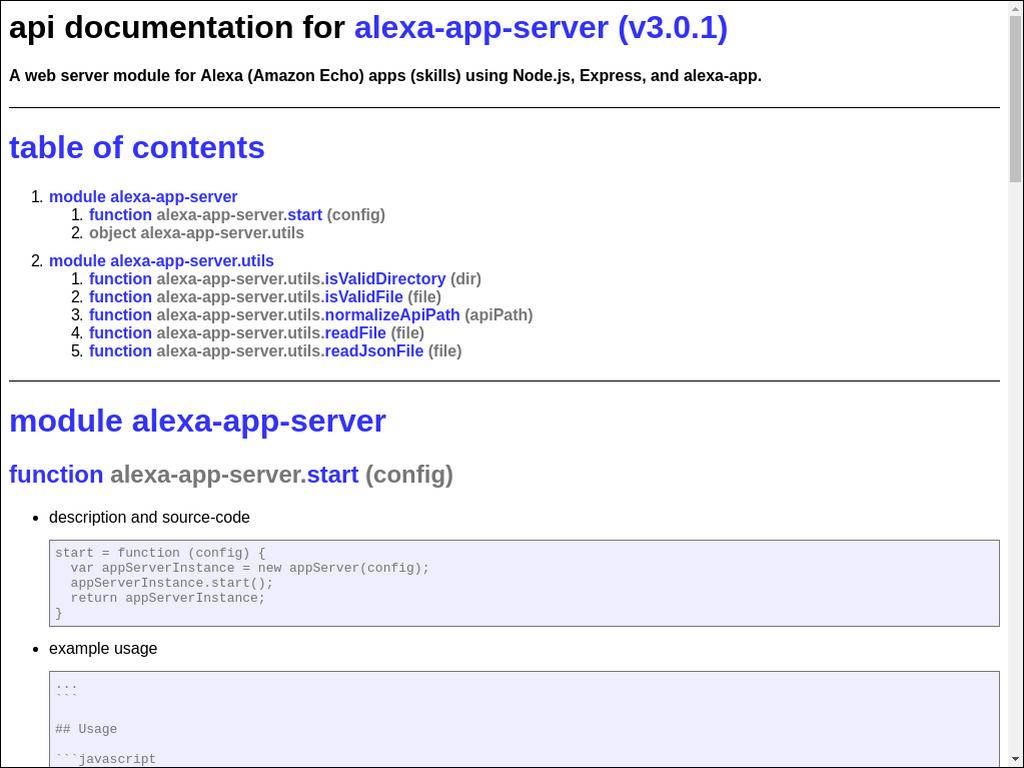 api documentation for alexa-app-server (v3.0.1)
A web server module for Alexa (Amazon Echo) apps (skills) using Node.js, Express, and alexa-app.
table of contents
1. module alexa-app-server
1. function alexa-app-server.start (config)
2. object alexa-app-server.utils
2. module alexa-app-server.utils
1. function alexa-app-server.utils.isValidDirectory (dir)
2. function alexa-app-server.utils.isValidFile (file)
3. function alexa-app-server.utils.normalizeApiPath (apiPath)
4. function alexa-app-server.utils.readFile (file)
5. function alexa-app-server.utils.readJsonFile (file)
module alexa-app-server
function alexa-app-server.start (config)
• description and source-code
start = function (config) {
  var appServerInstance = new appServer(config);
  appServerInstance.start();
  return appServerInstance;
}
• example usage
...
```
## Usage
```javascript